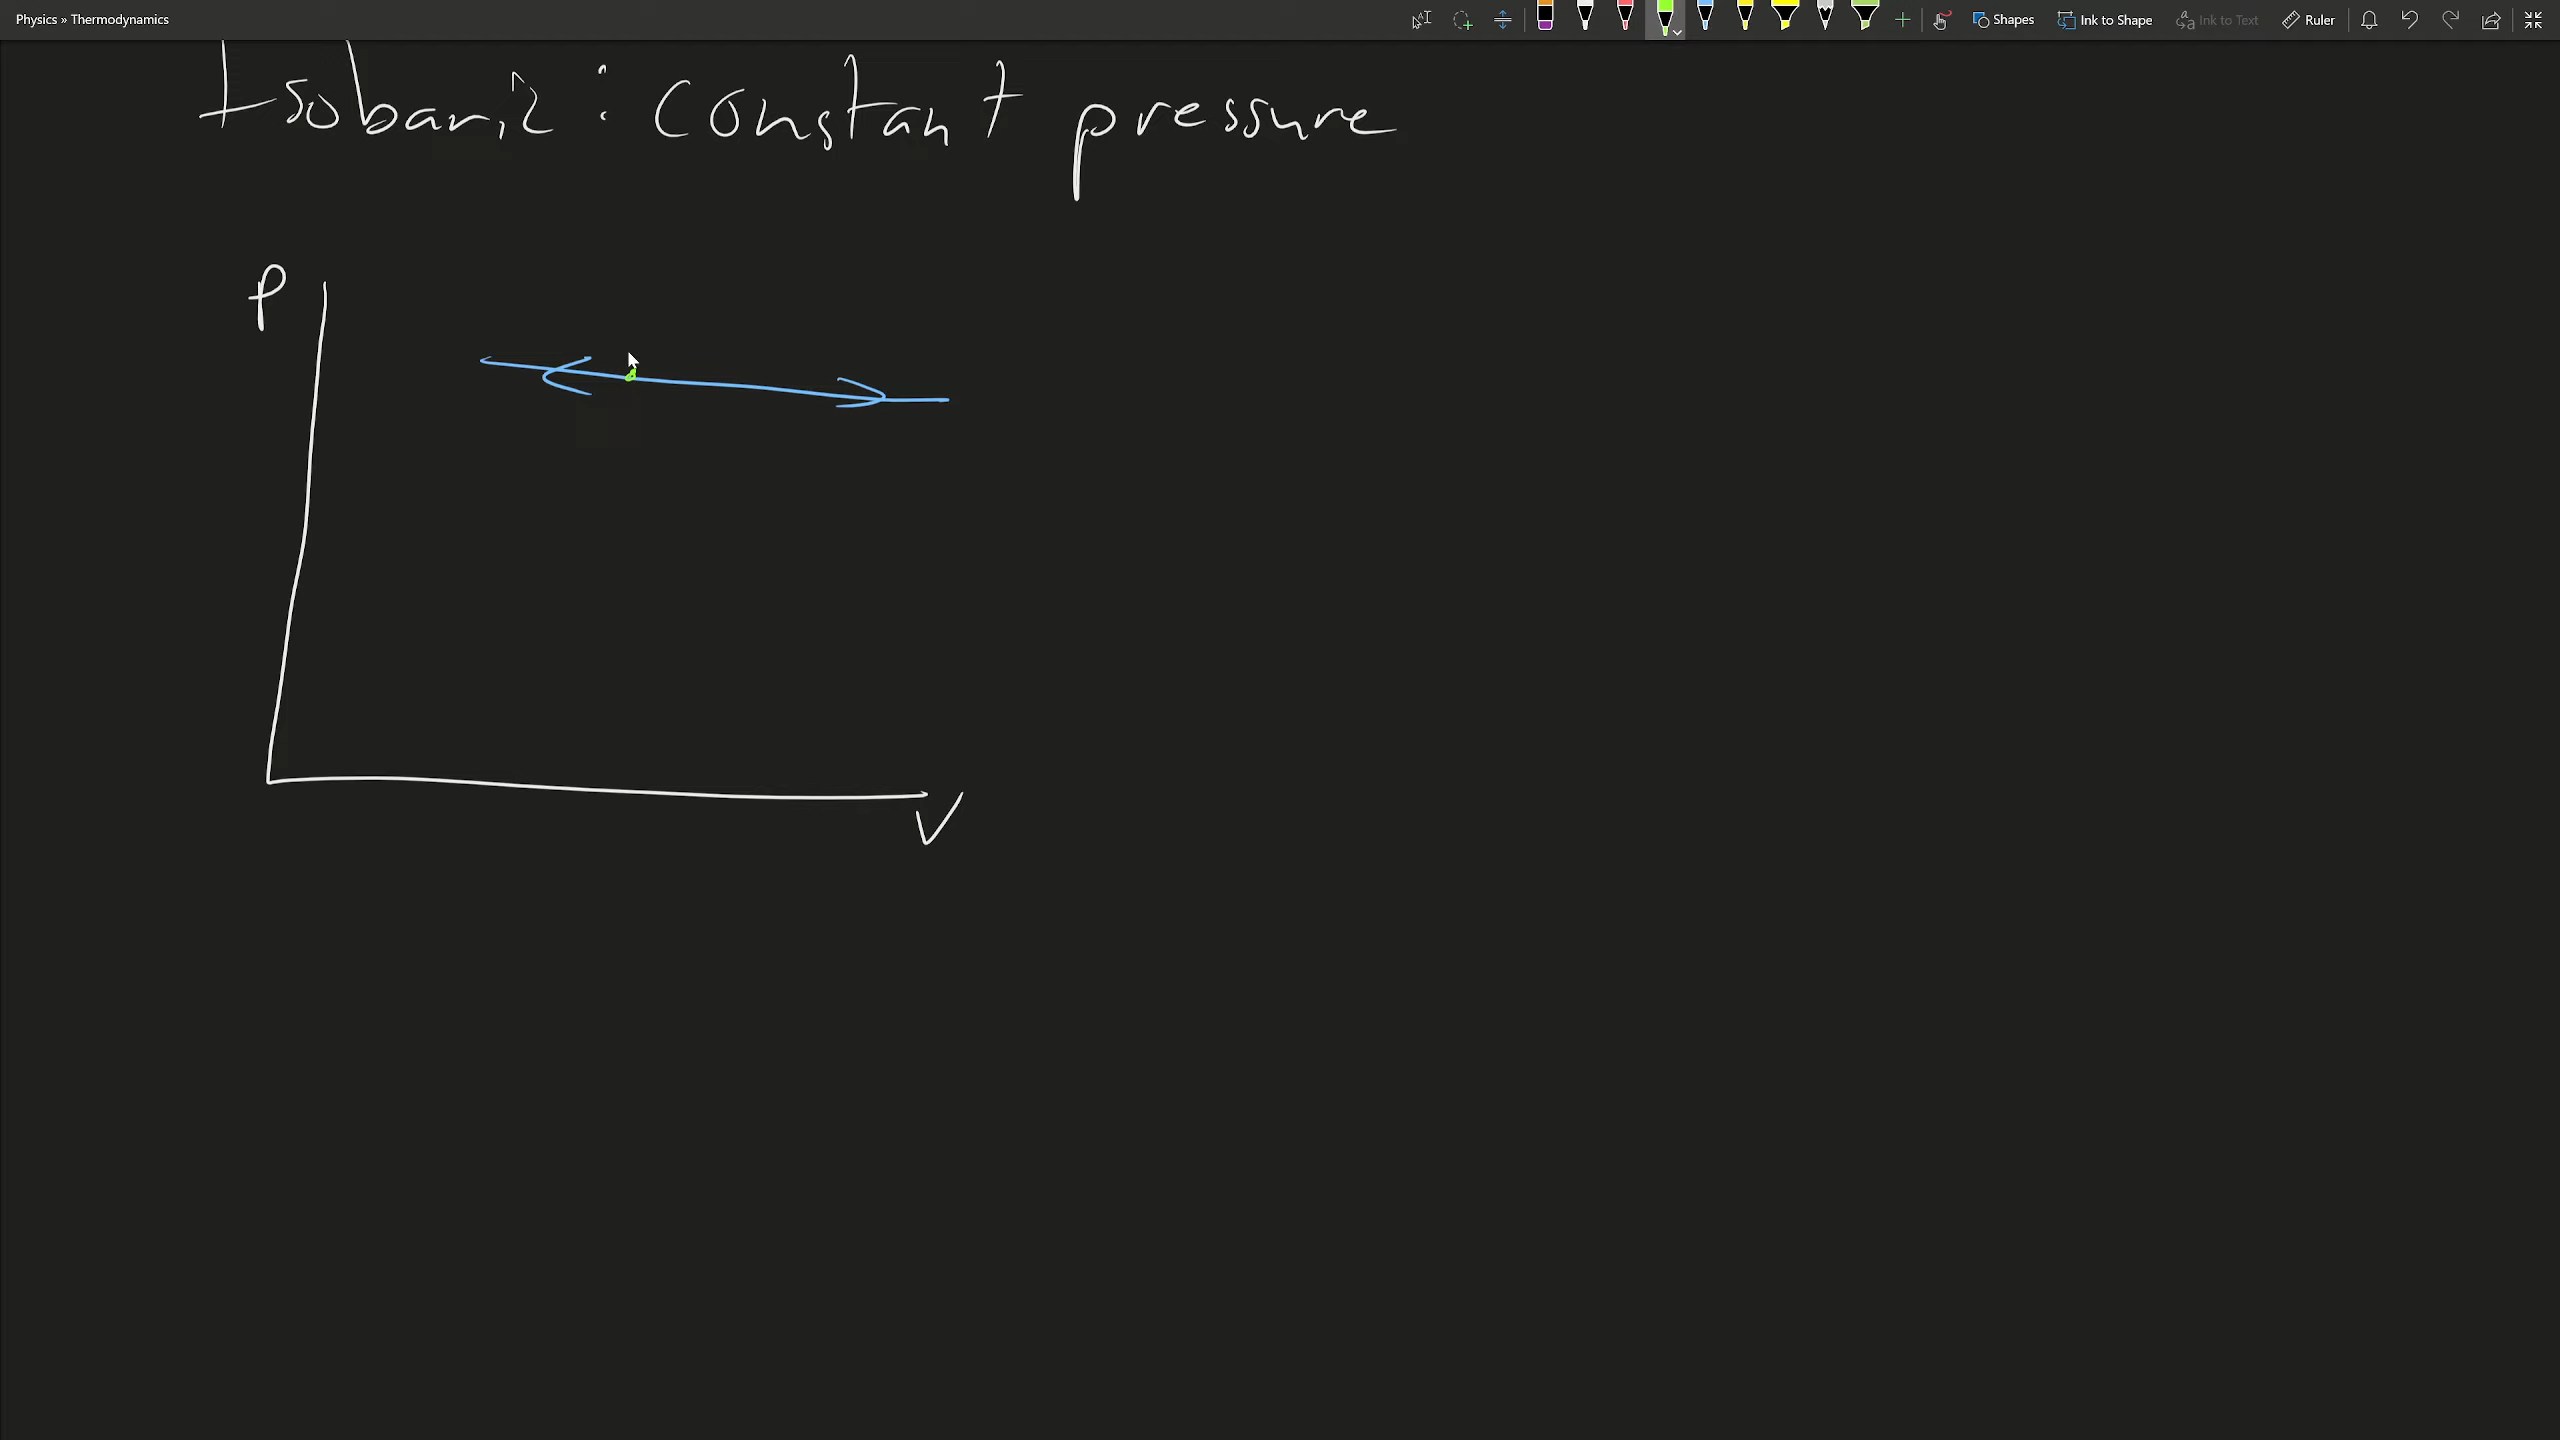 Physics » Thermodynamics
Shapes
Ink to Shape
Ink to Text
Ruler
Isobaric: constant pressure
P
V